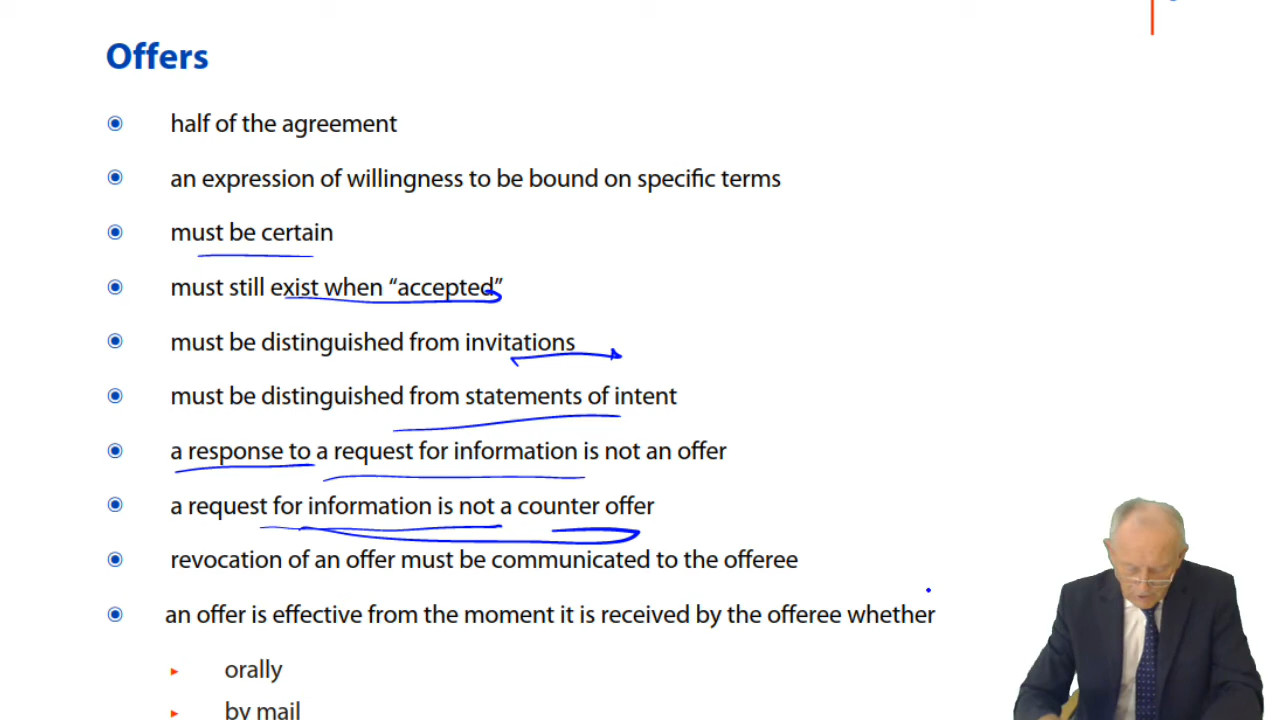 Offers
half of the agreement
an expression of willingness to be bound on specific terms
must be certain
must still exist when “accepted”
must be distinguished from invitations
must be distinguished from statements of intent
a response to a request for information is not an offer
a request for information is not a counter offer
revocation of an offer must be communicated to the offeree
an offer is effective from the moment it is received by the offeree whether
orally
by mail